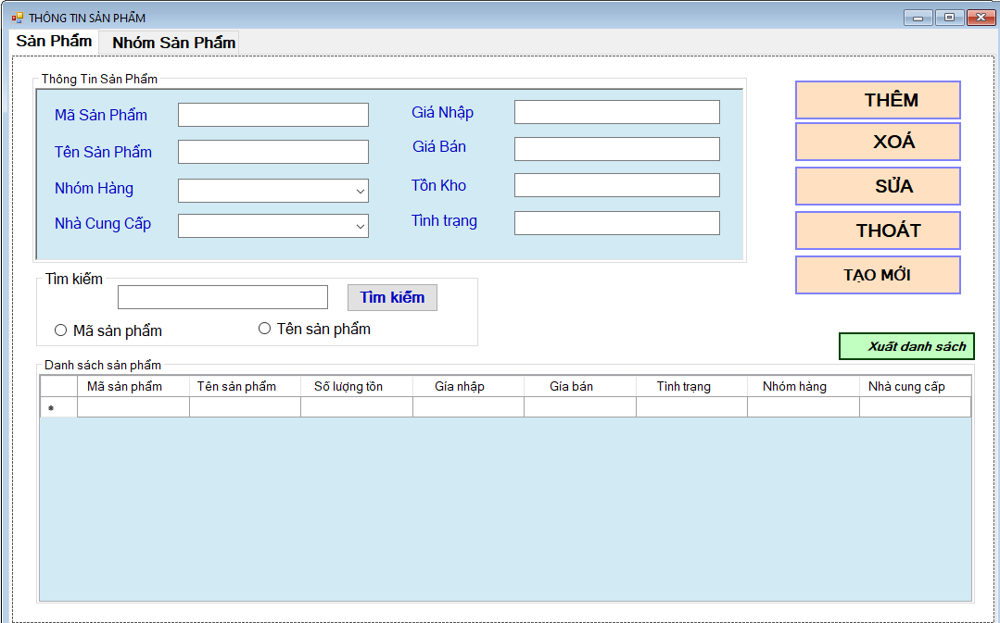 THÔNG TIN SẢN PHẨM
Sản Phẩm Nhóm Sản Phẩm
Thông Tin Sản Phẩm
Mã Sản Phẩm
Tên Sản Phẩm
Nhóm Hàng
Nhà Cung Cấp
Giá Nhập
Giá Bán
Tồn Kho
Tình trạng
THÊM
XOÁ
SỬA
THOÁT
TẠO MỚI
Tìm kiếm
Tìm kiếm
Mã sản phẩm Tên sản phẩm
Xuất danh sách
Danh sách sản phẩm
Mã sản phẩm Tên sản phẩm Số lượng tồn Gía nhập Gía bán Tình trạng Nhóm hàng Nhà cung cấp
*